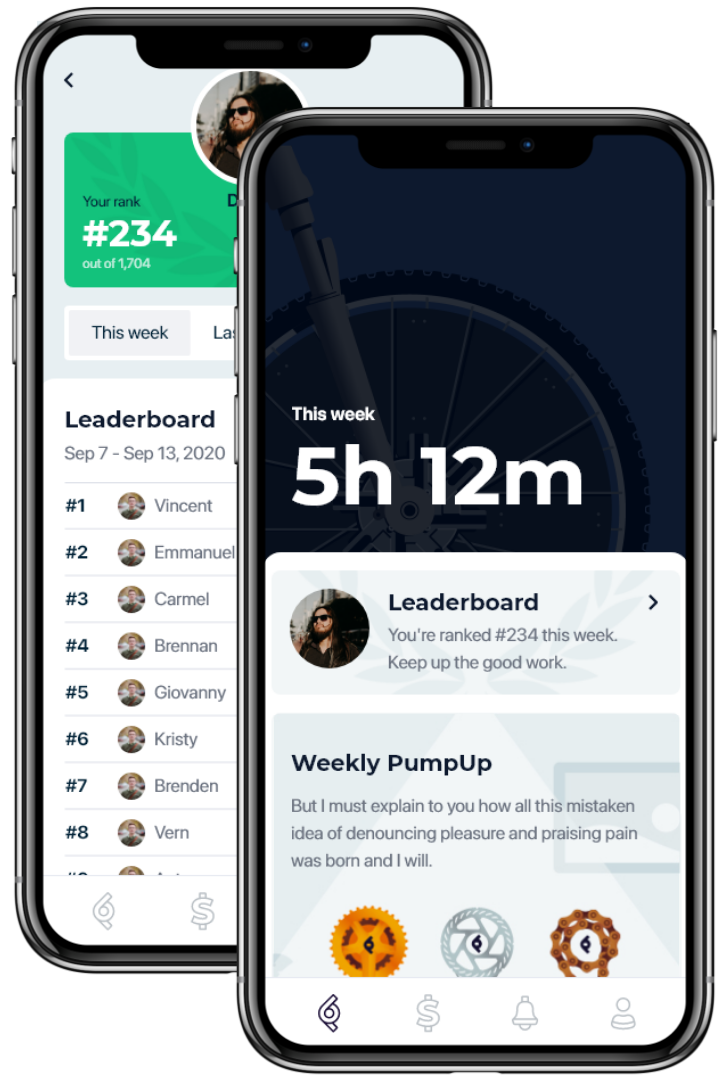 Your rank
#234
out of 1,704
This week
Leaderboard
Sep 7 - Sep 13, 2020
#1 Vincent
#2 Emmanuel
#3 Carmel
#4 Brennan
#5 Giovanny
#6 Kristy
#7 Brenden
#8 Vern
This week
5h 12m
Leaderboard
You're ranked #234 this week.
Keep up the good work.
Weekly PumpUp
But I must explain to you how all this mistaken
idea of denouncing pleasure and praising pain
was born and I will.